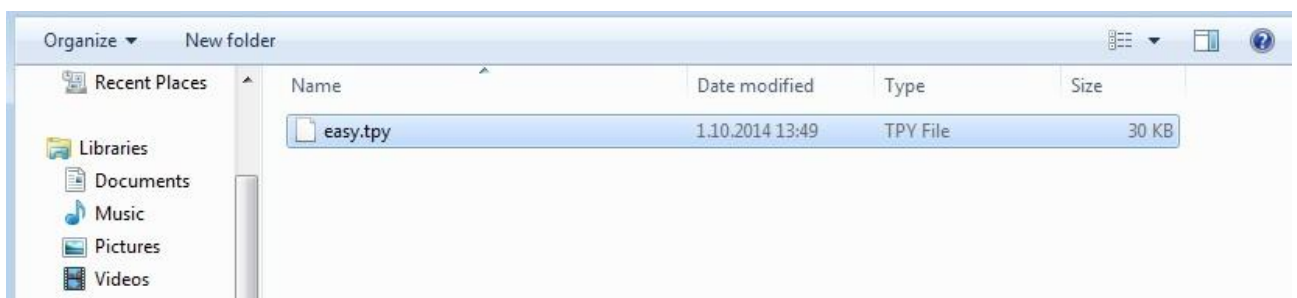 Organize New folder
Recent Places
Name Date modified Type Size
easy.tpy 1.10.2014 13:49 TPY File 30 KB
Libraries
Documents
Music
Pictures
Videos